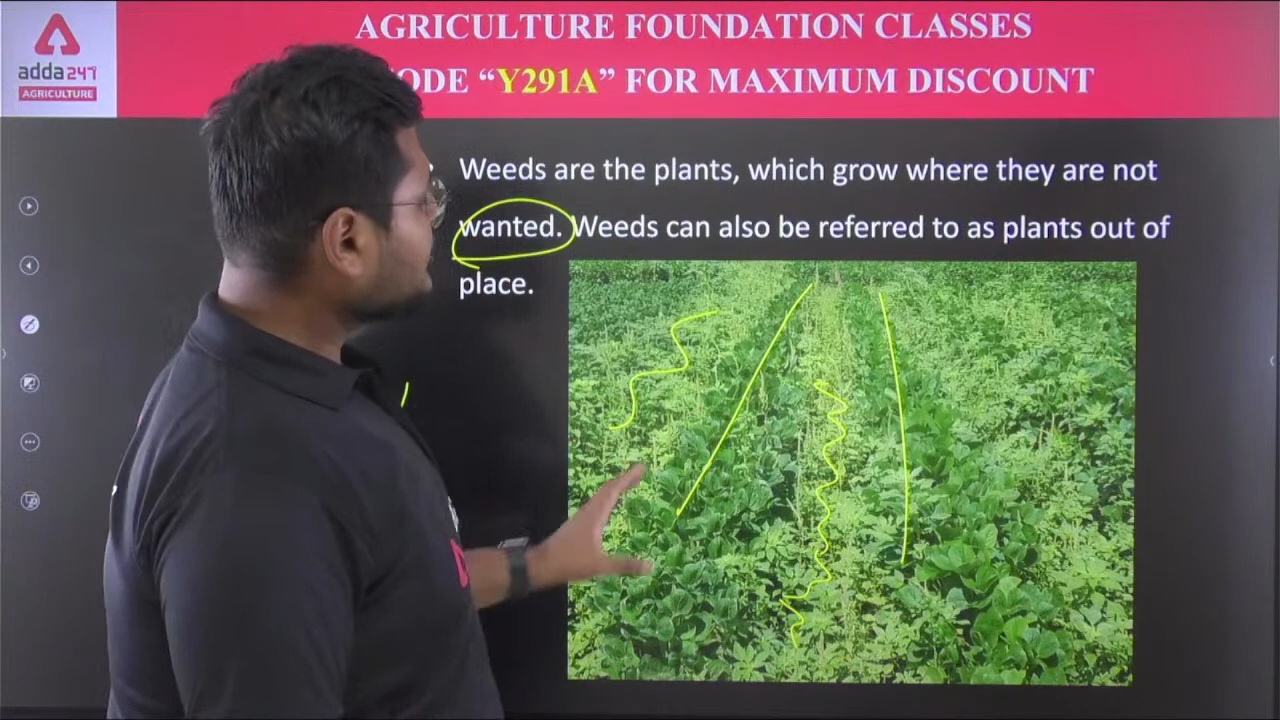 AGRICULTURE FOUNDATION CLASSES
adda247
AGRICULTURE
ODE “Y291A” FOR MAXIMUM DISCOUNT
Weeds are the plants, which grow where they are not
wanted. Weeds can also be referred to as plants out of
place.